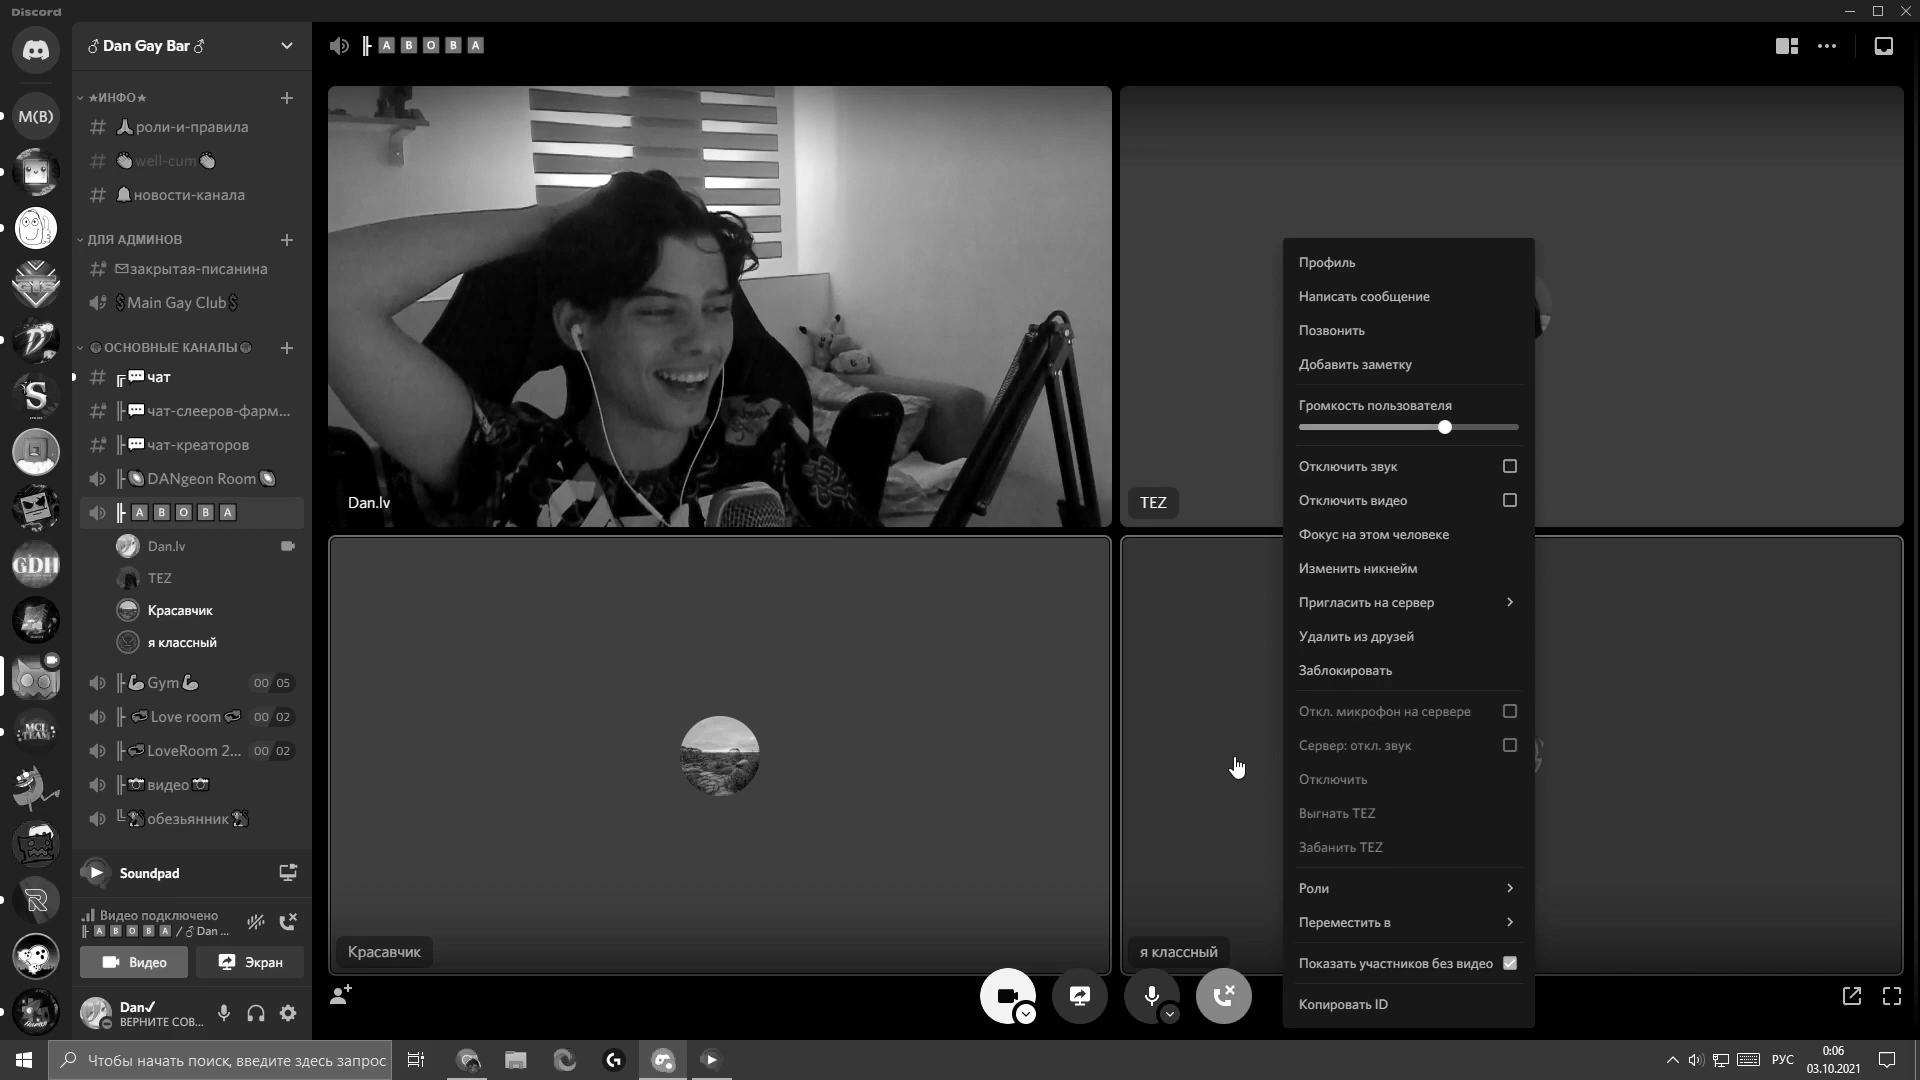 Discord
♂ Dan Gay Bar ♂
★ИНФО★
роли-и-правила
well-cum
новости-канала
ДЛЯ АДМИНОВ
закрытая-писанина
Main Gay Club
ОСНОВНЫЕ КАНАЛЫ
╔💬 чат
╠💬 чат-слееров-фарм...
╠💬 чат-креаторов
╠ DANgeon Room
╠ А В О В А
Dan.lv
TEZ
Красавчик
я классный
╠ Gym
00 05
╠ Love room
00 02
╠ LoveRoom 2...
00 02
╠ видео
╚ обезьянник
Soundpad
Видео подключено
╠ А В О В А / ♂ Dan ...
Видео
Экран
Dan✓
ВЕРНИТЕ СОВ...
M(B)
GDH
MCL
TEAM
╠ А В О В А
Dan.lv
TEZ
Красавчик
я классный
Профиль
Написать сообщение
Позвонить
Добавить заметку
Громкость пользователя
Отключить звук
Отключить видео
Фокус на этом человеке
Изменить никнейм
Пригласить на сервер
Удалить из друзей
Заблокировать
Откл. микрофон на сервере
Сервер: откл. звук
Отключить
Выгнать TEZ
Забанить TEZ
Роли
Переместить в
Показать участников без видео
Копировать ID
Чтобы начать поиск, введите здесь запрос
РУС
0:06
03.10.2021